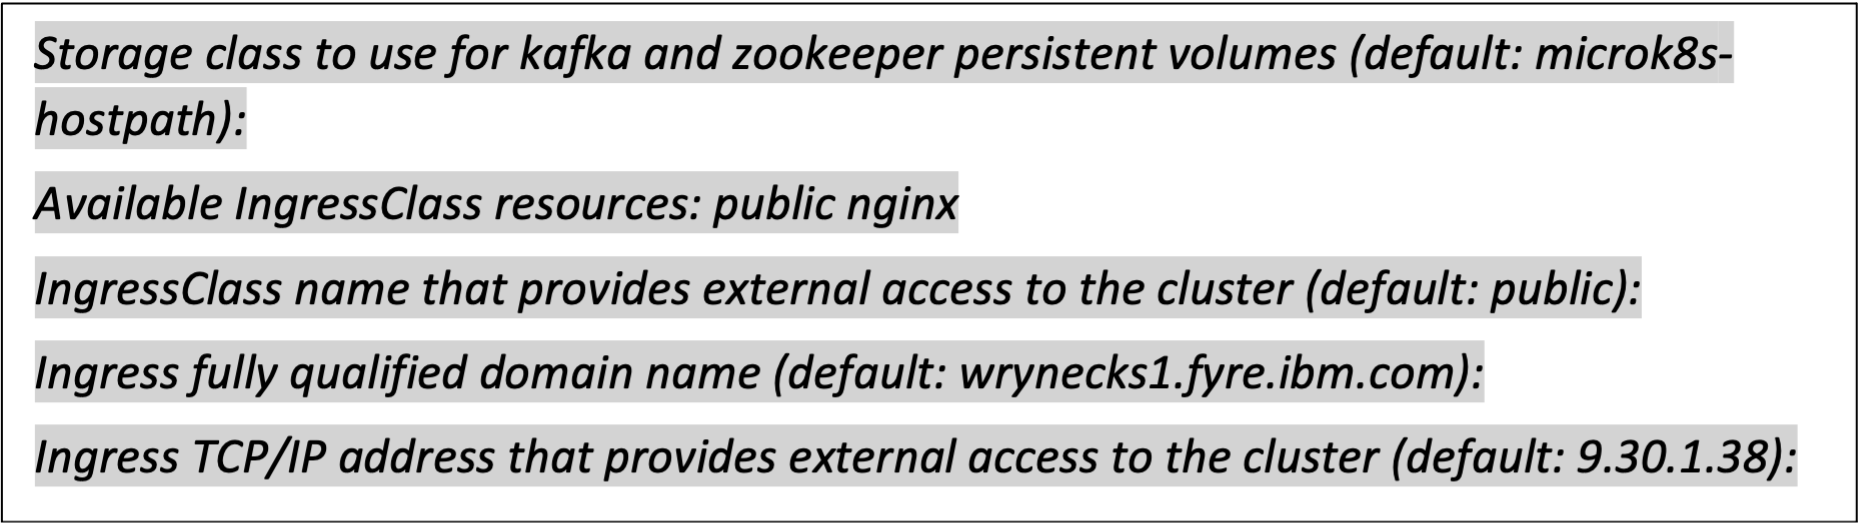 Storage class to use for kafka and zookeeper persistent volumes (default: microk8s-
hostpath):
Available IngressClass resources: public nginx
IngressClass name that provides external access to the cluster (default: public):
Ingress fully qualified domain name (default: wrynecks1.fyre.ibm.com):
Ingress TCP/IP address that provides external access to the cluster (default: 9.30.1.38):